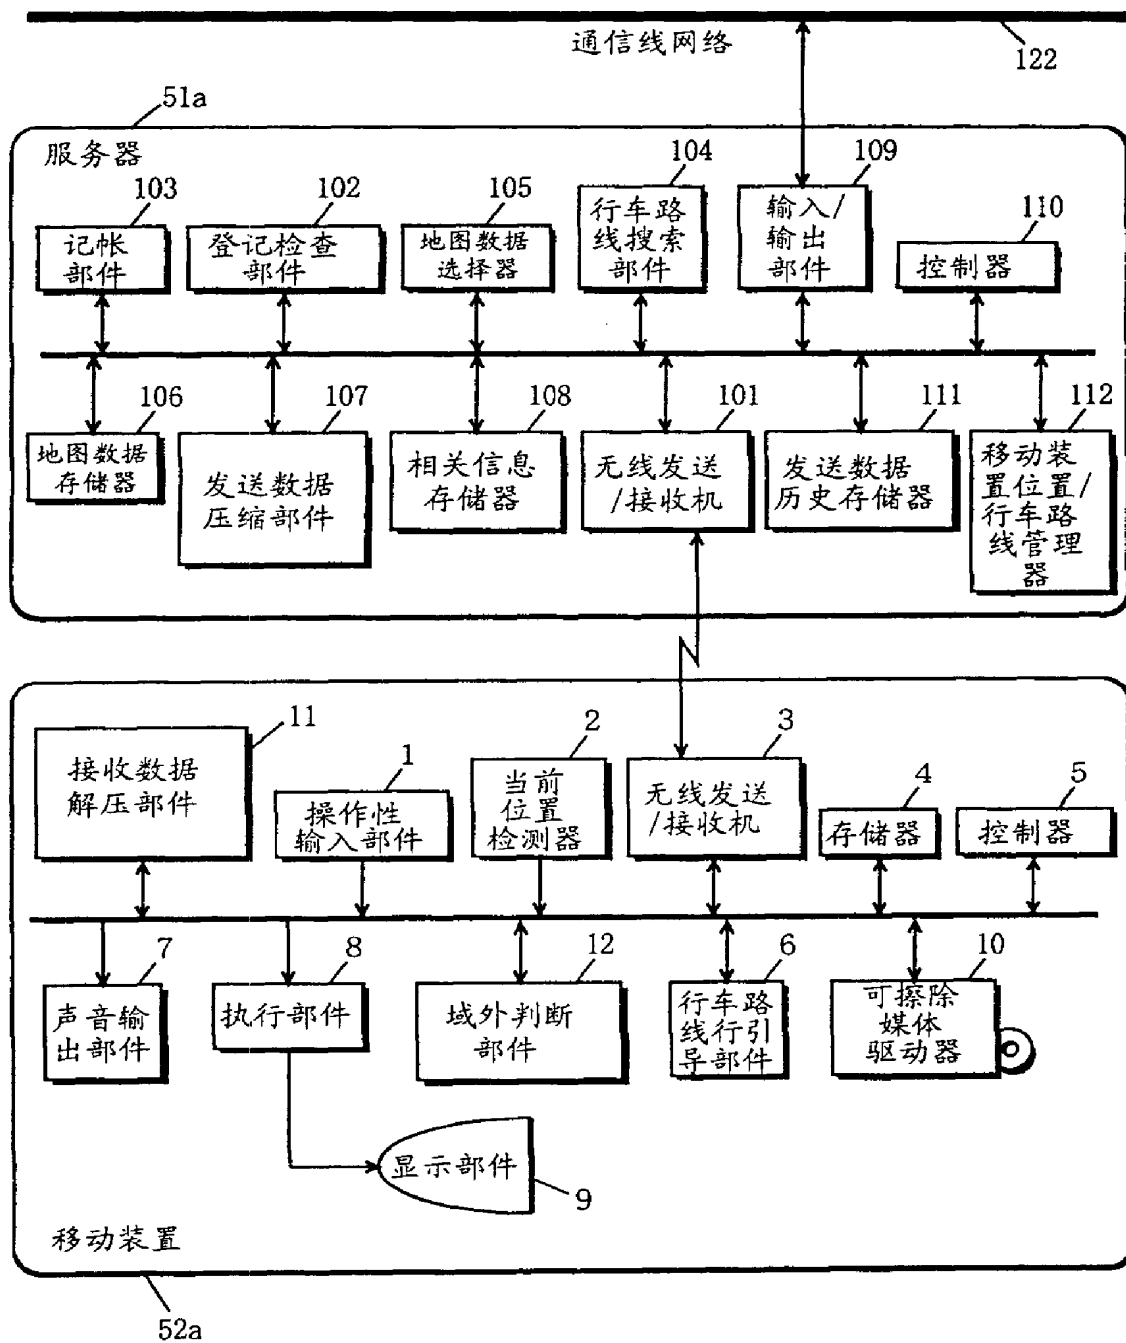 通信线网络
122
51a
服务器
103
记帐
部件
102
登记检查
部件
105
地图数据
选择器
104
行车路
线搜索
部件
109
输入/
输出
部件
110
控制器
106
地图数据
存储器
107
发送数据
压缩部件
108
相关信息
存储器
101
无线发送
/接收机
111
发送数据
历史存储器
112
移动装
置位置/
行车路
线管理
器
11
接收数据
解压部件
1
操作性
输入部件
2
当前
位置
检测器
3
无线发送
/接收机
4
存储器
5
控制器
7
声音输
出部件
8
执行部件
12
域外判断
部件
6
行车路
线行引
导部件
10
可擦除
媒体
驱动器
显示部件
9
移动装置
52a